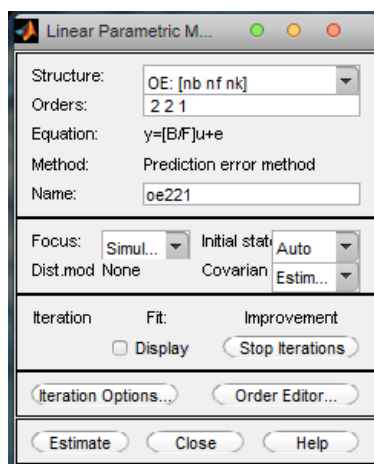 Linear Parametric M...
Structure: OE: [nb nf nk]
Orders: 2 2 1
Equation: y=[B/F]u+e
Method: Prediction error method
Name: oe221
Focus: Simul... Initial stat Auto
Dist.mod None Covarian Estim...
Iteration Fit: Improvement
Display Stop Iterations
Iteration Options... Order Editor...
Estimate Close Help